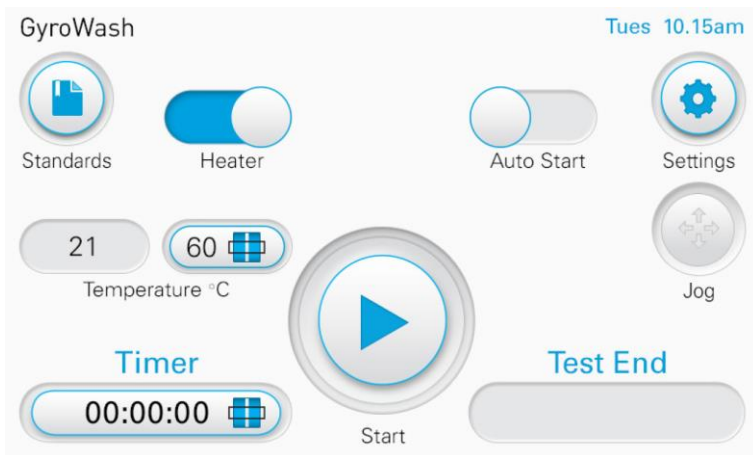 GyroWash
Tues 10.15am
Standards
Heater
Auto Start
Settings
21
60
Temperature °C
Jog
Timer
Test End
00:00:00
Start